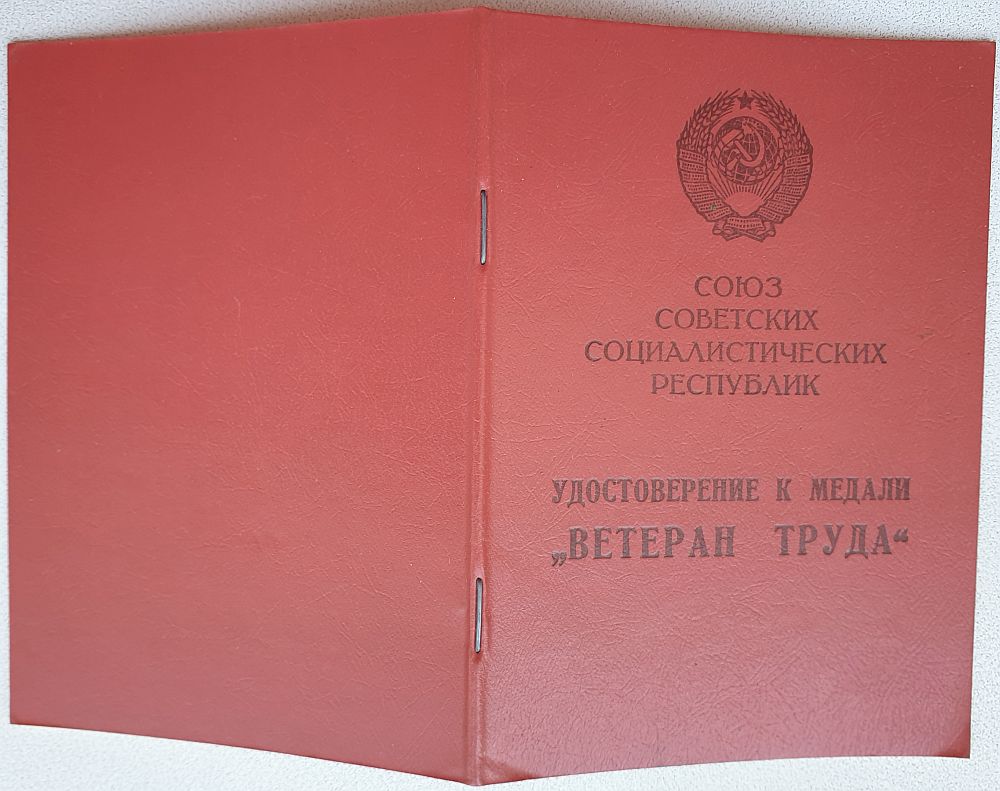 СОЮЗ
СОВЕТСКИХ
СОЦИАЛИСТИЧЕСКИХ
РЕСПУБЛИК
УДОСТОВЕРЕНИЕ К МЕДАЛИ
„ВЕТЕРАН ТРУДА“